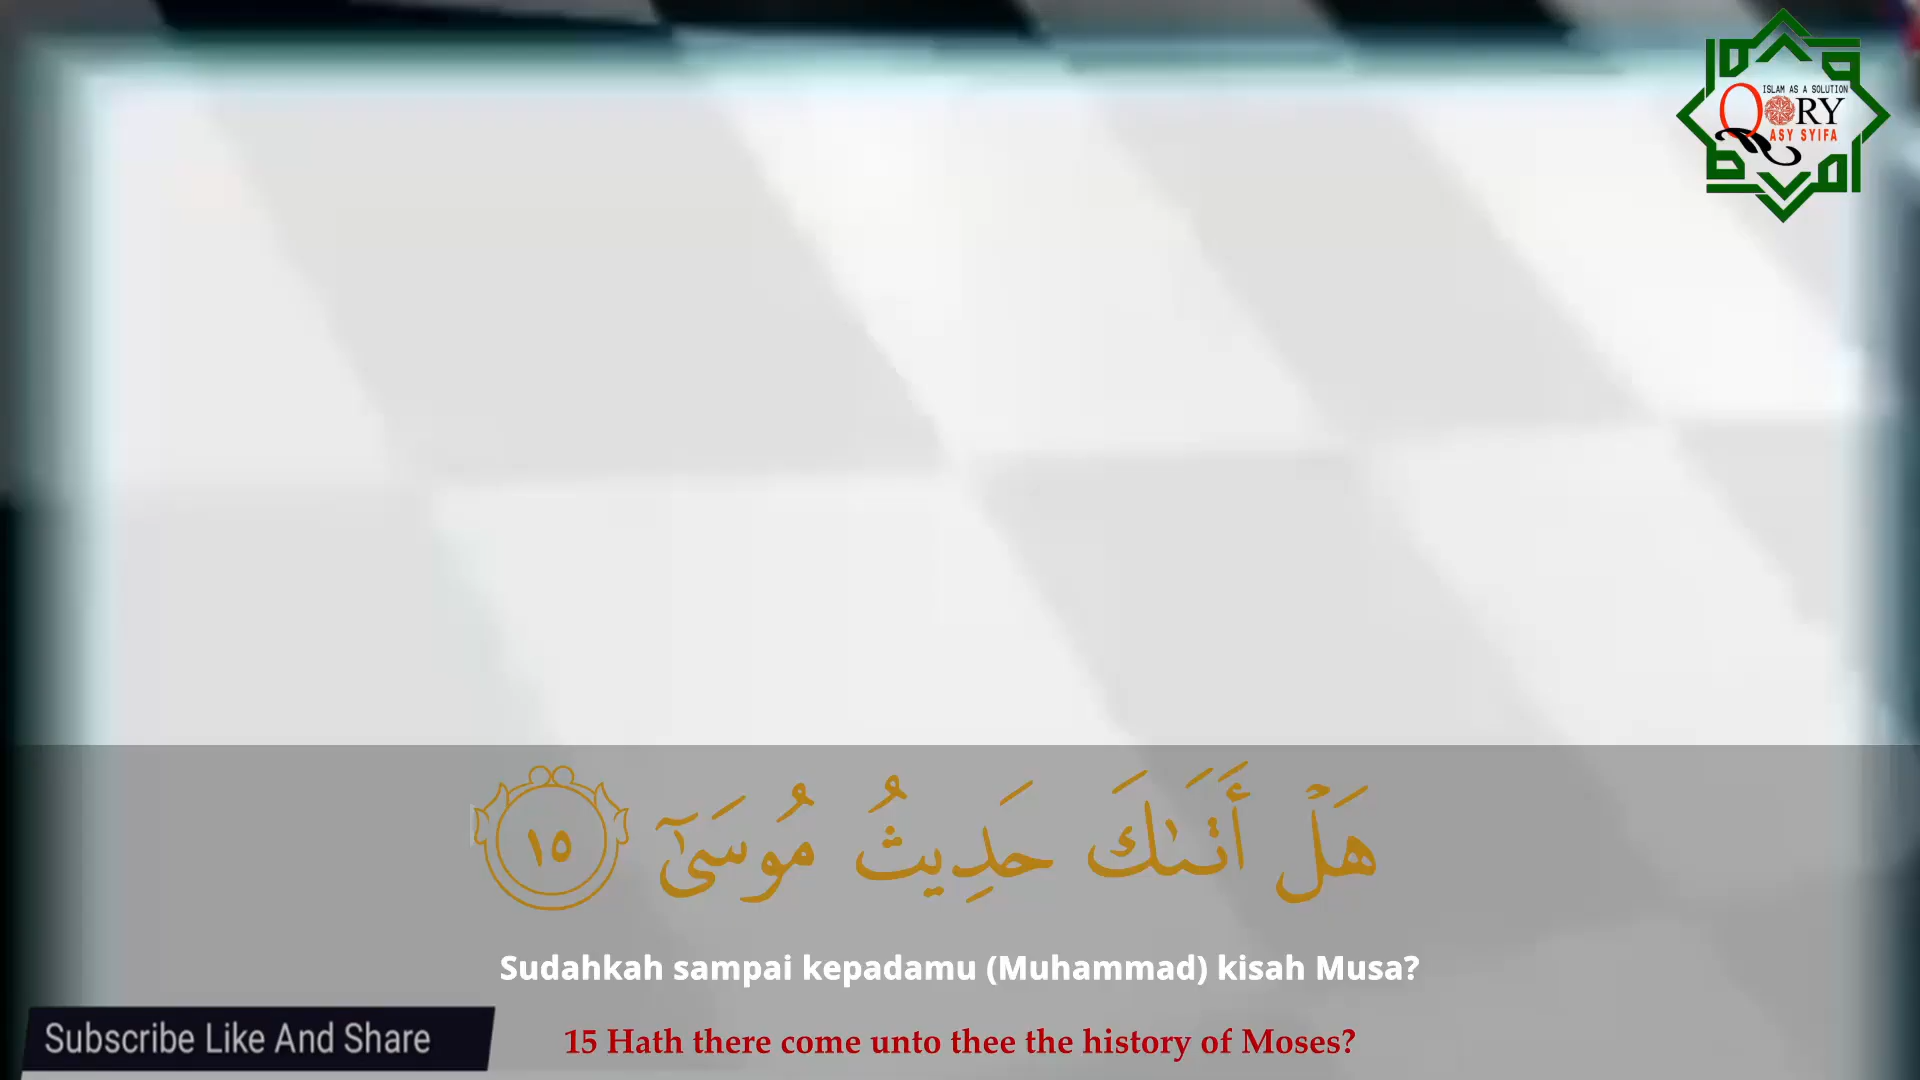 ISLAM AS A SOLUTION
QORY
ASY SYIFA
هَلۡ أَتَىٰكَ حَدِيثُ مُوسَىٰٓ ١٥
Sudahkah sampai kepadamu (Muhammad) kisah Musa?
Subscribe Like And Share
15 Hath there come unto thee the history of Moses?